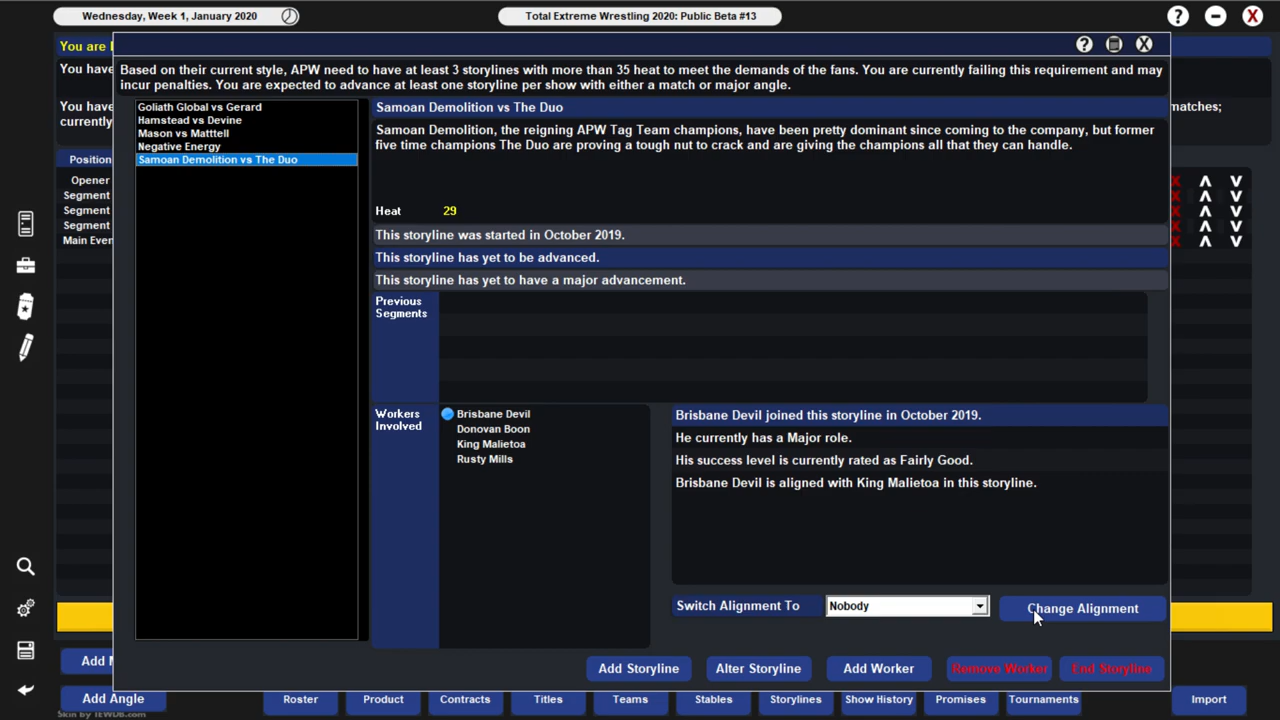 Wednesday, Week 1, January 2020
Total Extreme Wrestling 2020: Public Beta #13
You are
You have
You have
currently
matches;
Based on their current style, APW need to have at least 3 storylines with more than 35 heat to meet the demands of the fans. You are currently failing this requirement and may
incur penalties. You are expected to advance at least one storyline per show with either a match or major angle.
Goliath Global vs Gerard
Hamstead vs Devine
Mason vs Matttell
Negative Energy
Samoan Demolition vs The Duo
Samoan Demolition vs The Duo
Samoan Demolition, the reigning APW Tag Team champions, have been pretty dominant since coming to the company, but former
five time champions The Duo are proving a tough nut to crack and are giving the champions all that they can handle.
Heat 29
This storyline was started in October 2019.
This storyline has yet to be advanced.
This storyline has yet to have a major advancement.
Previous
Segments
Position
Opener
Segment
Segment
Segment
Main Even
Workers
Involved
Brisbane Devil
Donovan Boon
King Malietoa
Rusty Mills
Brisbane Devil joined this storyline in October 2019.
He currently has a Major role.
His success level is currently rated as Fairly Good.
Brisbane Devil is aligned with King Malietoa in this storyline.
Switch Alignment To Nobody Change Alignment
Add Storyline Alter Storyline Add Worker Remove Worker End Storyline
Add M
Add Angle Roster Product Contracts Titles Teams Stables Storylines Show History Promises Tournaments Import
Skin by TEWDB.com